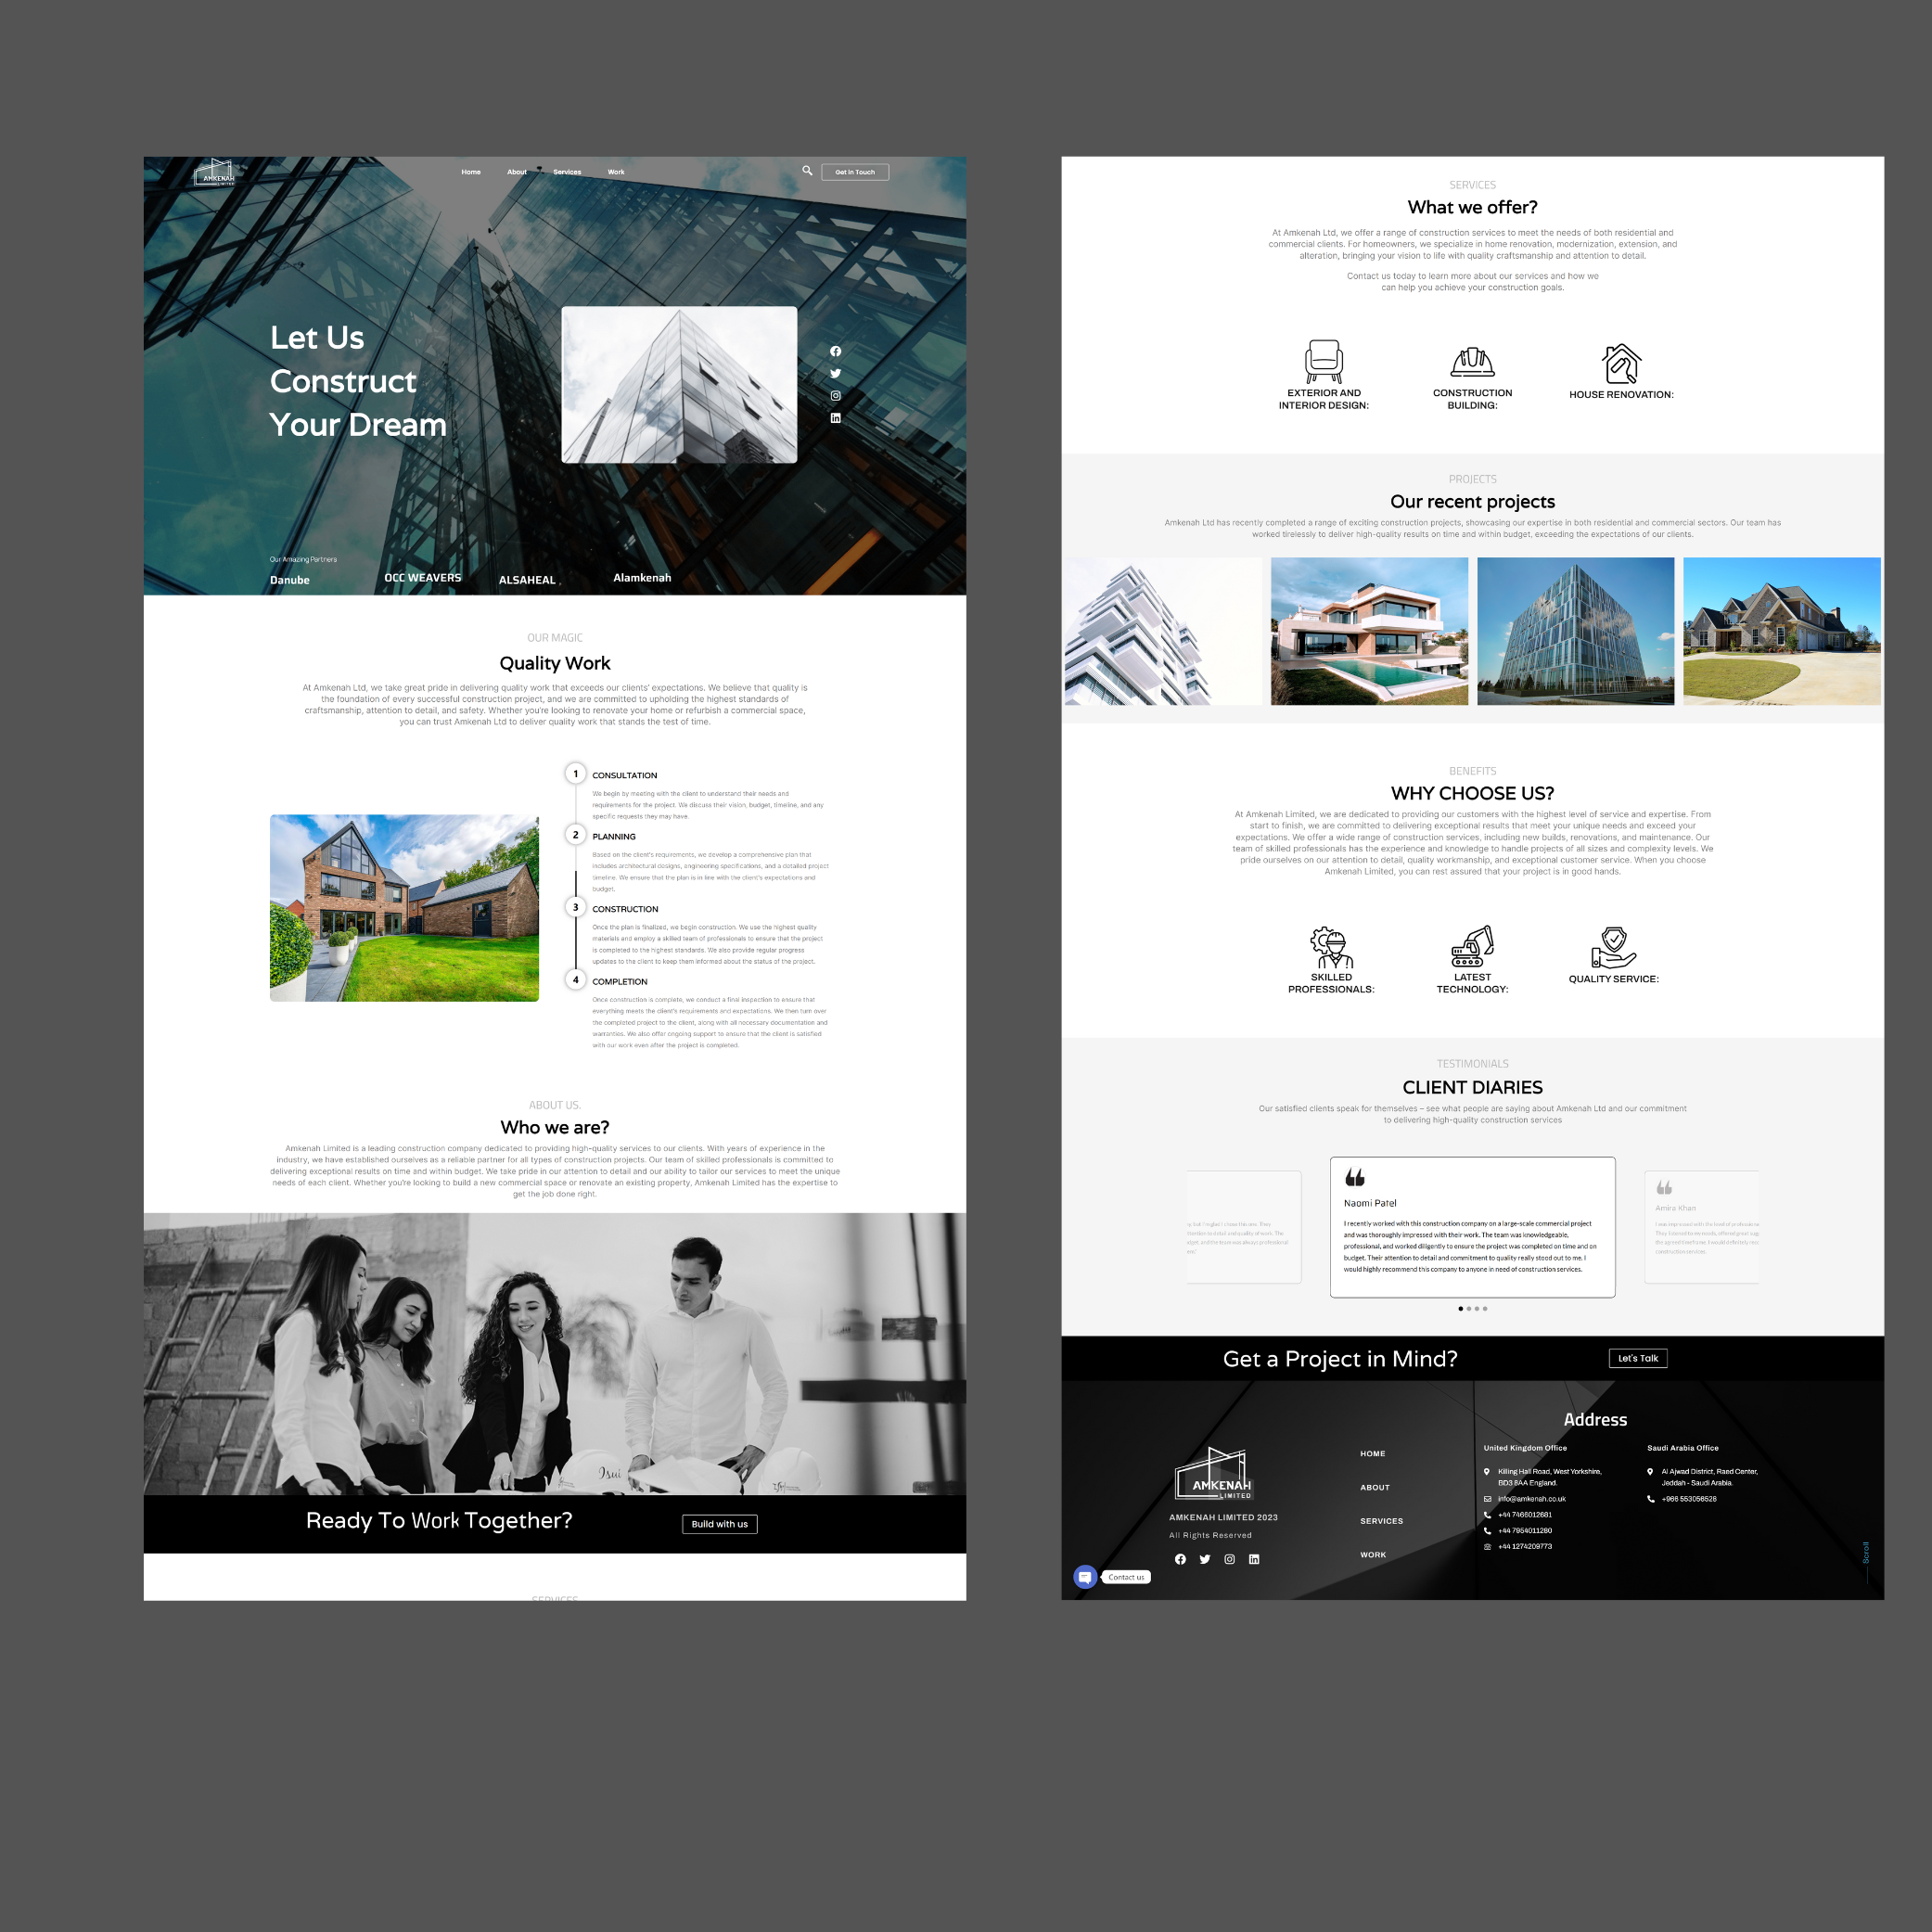 AMKENAH
LIMITED
Home About Services Work
Get in Touch
Let Us
Construct
Your Dream
Our Amazing Partners
Danube OCC WEAVERS ALSAHEAL Alamkenah
OUR MAGIC
Quality Work
At Amkenah Ltd, we take great pride in delivering quality work that exceeds our clients' expectations. We believe that quality is
the foundation of every successful construction project, and we are committed to upholding the highest standards of
craftsmanship, attention to detail, and safety. Whether you're looking to renovate your home or refurbish a commercial space,
you can trust Amkenah Ltd to deliver quality work that stands the test of time.
1 CONSULTATION
We begin by meeting with the client to understand their needs and
requirements for the project. We discuss their vision, budget, timeline, and any
specific requests they may have.
2 PLANNING
Based on the client's requirements, we develop a comprehensive plan that
includes architectural designs, engineering specifications, and a detailed project
timeline. We ensure that the plan is in line with the client's expectations and
budget.
3 CONSTRUCTION
Once the plan is finalized, we begin construction. We use the highest quality
materials and employ a skilled team of professionals to ensure that the project
is completed to the highest standards. We also provide regular progress
updates to the client to keep them informed about the status of the project.
4 COMPLETION
Once construction is complete, we conduct a final inspection to ensure that
everything meets the client's requirements and expectations. We then turn over
the completed project to the client, along with all necessary documentation and
warranties. We also offer ongoing support to ensure that the client is satisfied
with our work even after the project is completed.
ABOUT US.
Who we are?
Amkenah Limited is a leading construction company dedicated to providing high-quality services to our clients. With years of experience in the
industry, we have established ourselves as a reliable partner for all types of construction projects. Our team of skilled professionals is committed to
delivering exceptional results on time and within budget. We take pride in our attention to detail and our ability to tailor our services to meet the unique
needs of each client. Whether you're looking to build a new commercial space or renovate an existing property, Amkenah Limited has the expertise to
get the job done right.
Ready To Work Together?
Build with us
SERVICES
SERVICES
What we offer?
At Amkenah Ltd, we offer a range of construction services to meet the needs of both residential and
commercial clients. For homeowners, we specialize in home renovation, modernization, extension, and
alteration, bringing your vision to life with quality craftsmanship and attention to detail.
Contact us today to learn more about our services and how we
can help you achieve your construction goals.
EXTERIOR AND
INTERIOR DESIGN:
CONSTRUCTION
BUILDING:
HOUSE RENOVATION:
PROJECTS
Our recent projects
Amkenah Ltd has recently completed a range of exciting construction projects, showcasing our expertise in both residential and commercial sectors. Our team has
worked tirelessly to deliver high-quality results on time and within budget, exceeding the expectations of our clients.
BENEFITS
WHY CHOOSE US?
At Amkenah Limited, we are dedicated to providing our customers with the highest level of service and expertise. From
start to finish, we are committed to delivering exceptional results that meet your unique needs and exceed your
expectations. We offer a wide range of construction services, including new builds, renovations, and maintenance. Our
team of skilled professionals has the experience and knowledge to handle projects of all sizes and complexity levels. We
pride ourselves on our attention to detail, quality workmanship, and exceptional customer service. When you choose
Amkenah Limited, you can rest assured that your project is in good hands.
SKILLED
PROFESSIONALS:
LATEST
TECHNOLOGY:
QUALITY SERVICE:
TESTIMONIALS
CLIENT DIARIES
Our satisfied clients speak for themselves – see what people are saying about Amkenah Ltd and our commitment
to delivering high-quality construction services
Naomi Patel
I recently worked with this construction company on a large-scale commercial project
and was thoroughly impressed with their work. The team was knowledgeable,
professional, and worked diligently to ensure the project was completed on time and on
budget. Their attention to detail and commitment to quality really stood out to me. I
would highly recommend this company to anyone in need of construction services.
Amira Khan
Get a Project in Mind?
Let's Talk
AMKENAH
LIMITED
AMKENAH LIMITED 2023
All Rights Reserved
HOME
ABOUT
SERVICES
WORK
Address
United Kingdom Office
Killing Hall Road, West Yorkshire,
BD3 8AA England.
info@amkenah.co.uk
+44 7466012681
+44 7954011280
+44 1274209773
Saudi Arabia Office
Al Ajwad District, Raed Center,
Jeddah - Saudi Arabia.
+966 553056528
Contact us
Scroll